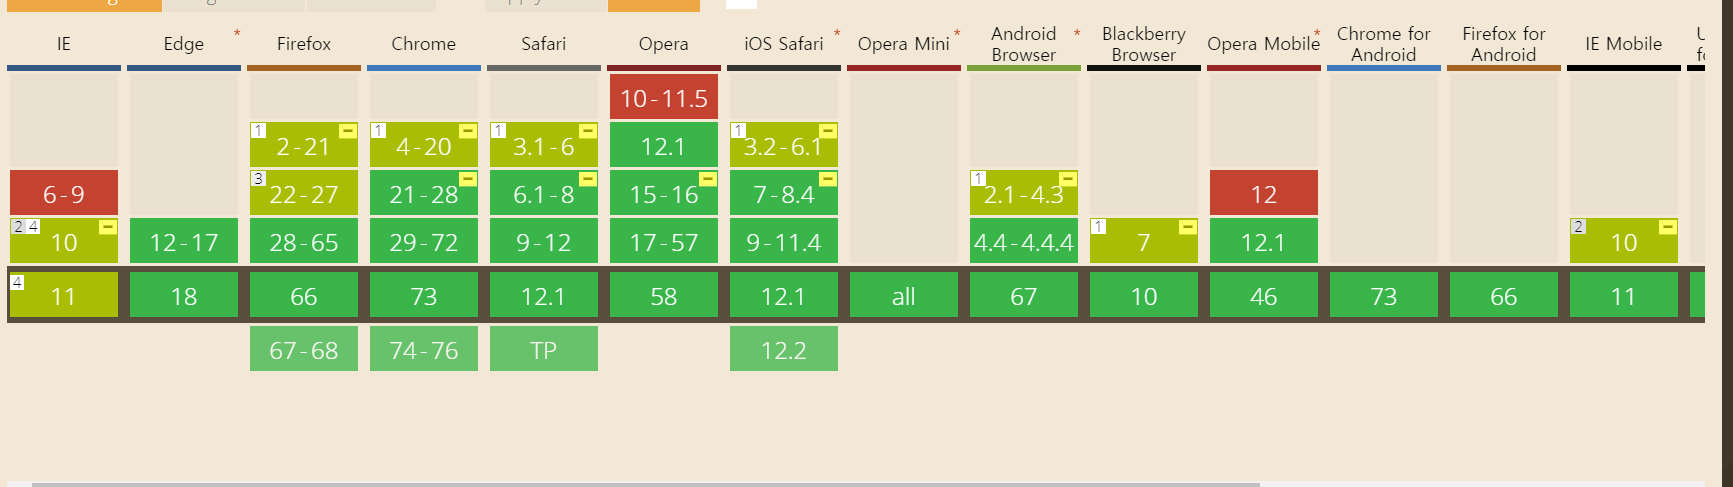 IE Edge * Firefox Chrome Safari Opera iOS Safari * Opera Mini * Android Browser * Blackberry Browser Opera Mobile * Chrome for Android Firefox for Android IE Mobile
10-11.5
1 2-21 1 4-20 1 3.1-6 12.1 1 3.2-6.1
6-9 3 22-27 21-28 6.1-8 15-16 7-8.4 1 2.1-4.3 12
2 4 10 12-17 28-65 29-72 9-12 17-57 9-11.4 4.4-4.4.4 1 7 12.1 2 10
4 11 18 66 73 12.1 58 12.1 all 67 10 46 73 66 11
67-68 74-76 TP 12.2